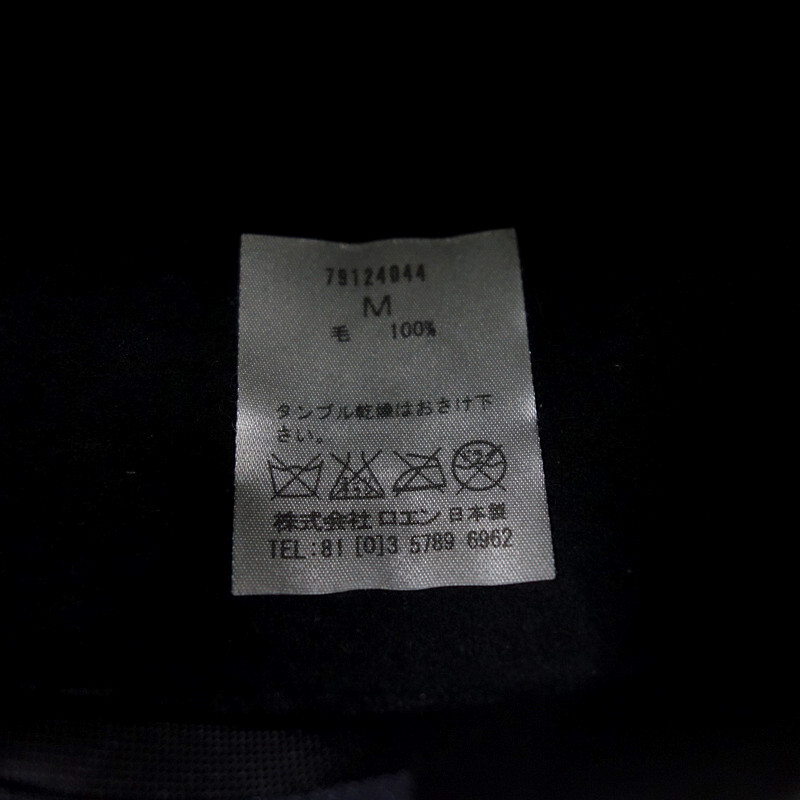 79124044
M
毛 100%
タンブル乾燥はおさけ下
さい。
株式会社 ロエン 日本製
TEL:81 [0]3 5789 6962